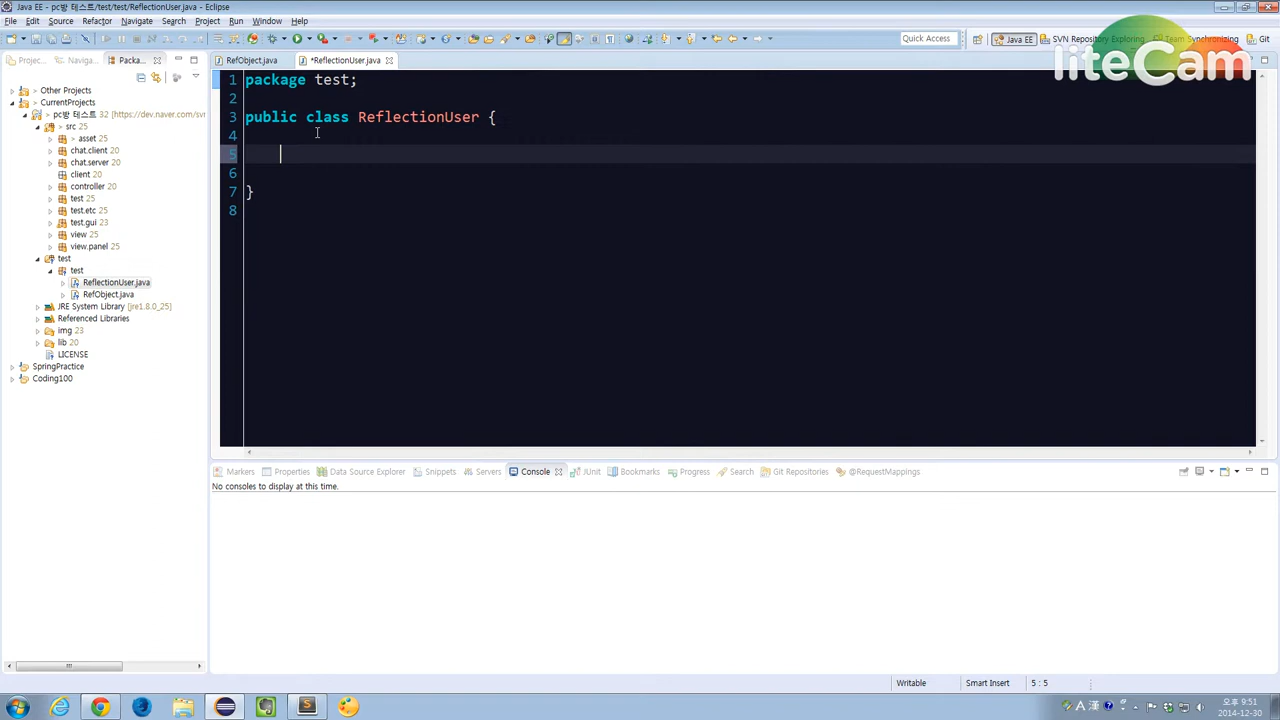 Java EE - pc방 테스트/test/test/ReflectionUser.java - Eclipse
File Edit Source Refactor Navigate Search Project Run Window Help
Quick Access
Java EE
SVN Repository Exploring
Team Synchronizing
Git
liteCam
Projec...
Naviga...
Packa...
RefObject.java
*ReflectionUser.java
Other Projects
CurrentProjects
> pc방 테스트 32 [https://dev.naver.com/svr
> src 25
> asset 25
chat.client 20
chat.server 20
client 20
controller 20
test 25
test.etc 25
test.gui 23
view 25
view.panel 25
test
test
ReflectionUser.java
RefObject.java
JRE System Library [jre1.8.0_25]
Referenced Libraries
img 23
lib 20
LICENSE
SpringPractice
Coding100
1 package test;
2
3 public class ReflectionUser {
4
5
6
7 }
8
Markers Properties Data Source Explorer Snippets Servers Console JUnit Bookmarks Progress Search Git Repositories @RequestMappings
No consoles to display at this time.
Writable Smart Insert 5 : 5
A 漢
오후 9:51
2014-12-30